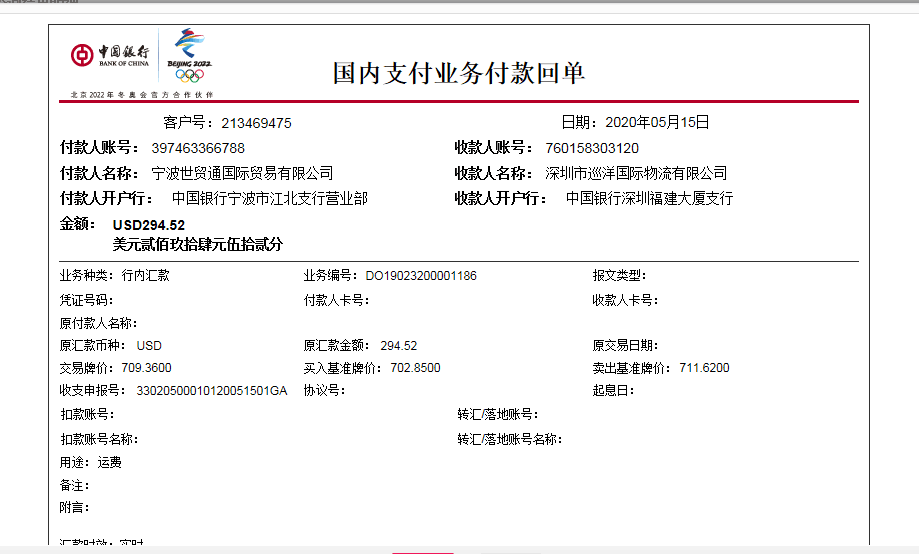 中国银行
BANK OF CHINA
BEIJING 2022
北京2022年冬奥会官方合作伙伴
国内支付业务付款回单
客户号：213469475 日期：2020年05月15日
付款人账号：397463366788 收款人账号：760158303120
付款人名称：宁波世贸通国际贸易有限公司 收款人名称：深圳市巡洋国际物流有限公司
付款人开户行：中国银行宁波市江北支行营业部 收款人开户行：中国银行深圳福建大厦支行
金额：USD294.52
美元贰佰玖拾肆元伍拾贰分
业务种类：行内汇款 业务编号：DO19023200001186 报文类型：
凭证号码： 付款人卡号： 收款人卡号：
原付款人名称：
原汇款币种：USD 原汇款金额：294.52 原交易日期：
交易牌价：709.3600 买入基准牌价：702.8500 卖出基准牌价：711.6200
收支申报号：33020500010120051501GA 协议号： 起息日：
扣款账号： 转汇/落地账号：
扣款账号名称： 转汇/落地账号名称：
用途：运费
备注：
附言：
汇款时效：实时